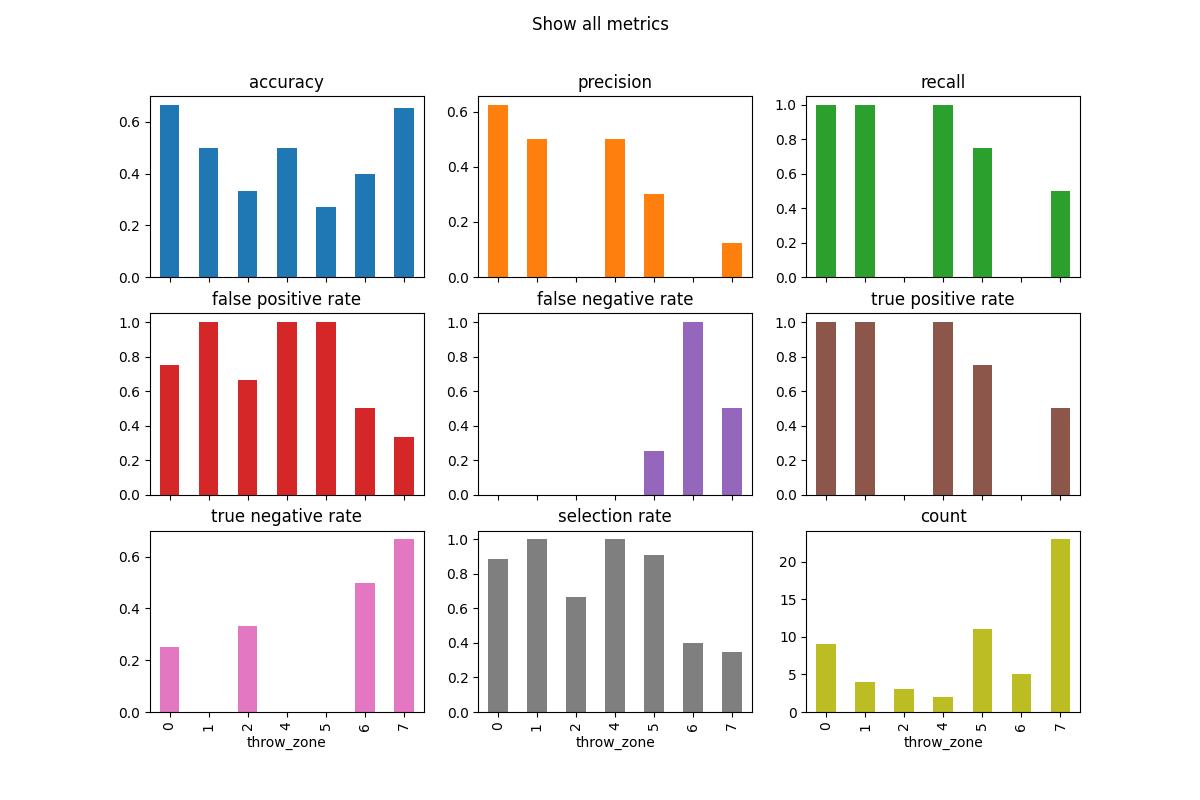 Show all metrics
accuracy
precision
recall
0.6
0.4
0.2
0.0
0.6
0.4
0.2
0.0
1.0
0.8
0.6
0.4
0.2
0.0
false positive rate
false negative rate
true positive rate
1.0
0.8
0.6
0.4
0.2
0.0
1.0
0.8
0.6
0.4
0.2
0.0
1.0
0.8
0.6
0.4
0.2
0.0
true negative rate
selection rate
count
0.6
0.4
0.2
0.0
1.0
0.8
0.6
0.4
0.2
0.0
20
15
10
5
0
0 1 2 4 5 6 7
0 1 2 4 5 6 7
0 1 2 4 5 6 7
throw_zone
throw_zone
throw_zone